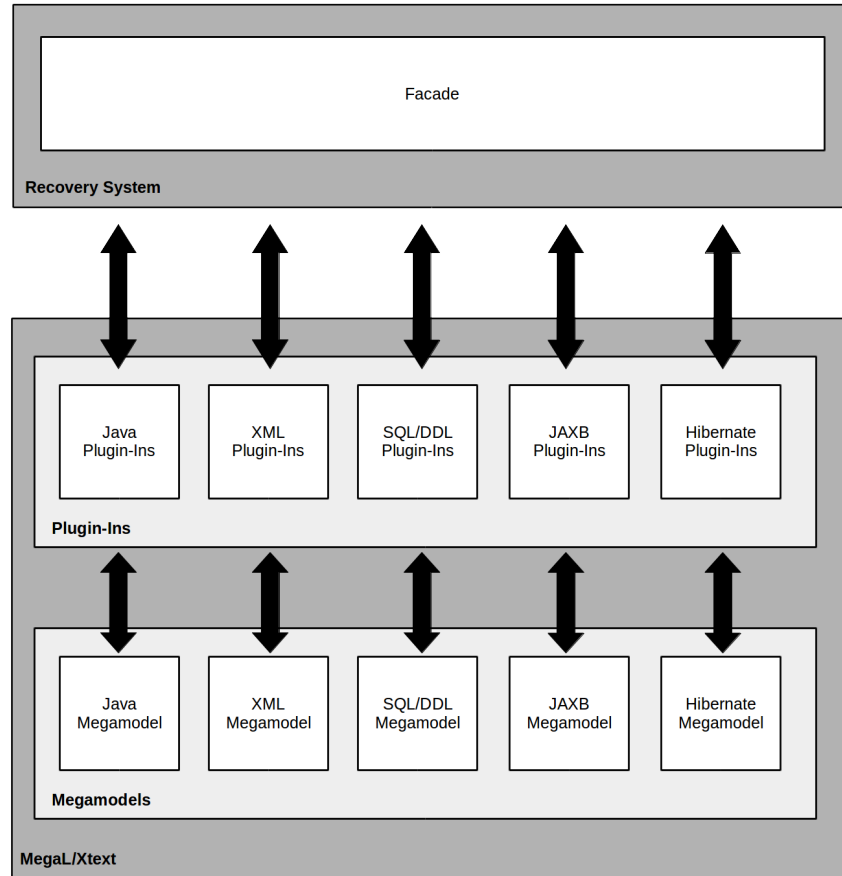 Facade
Recovery System
Java
Plugin-Ins
XML
Plugin-Ins
SQL/DDL
Plugin-Ins
JAXB
Plugin-Ins
Hibernate
Plugin-Ins
Plugin-Ins
Java
Megamodel
XML
Megamodel
SQL/DDL
Megamodel
JAXB
Megamodel
Hibernate
Megamodel
Megamodels
MegaL/Xtext